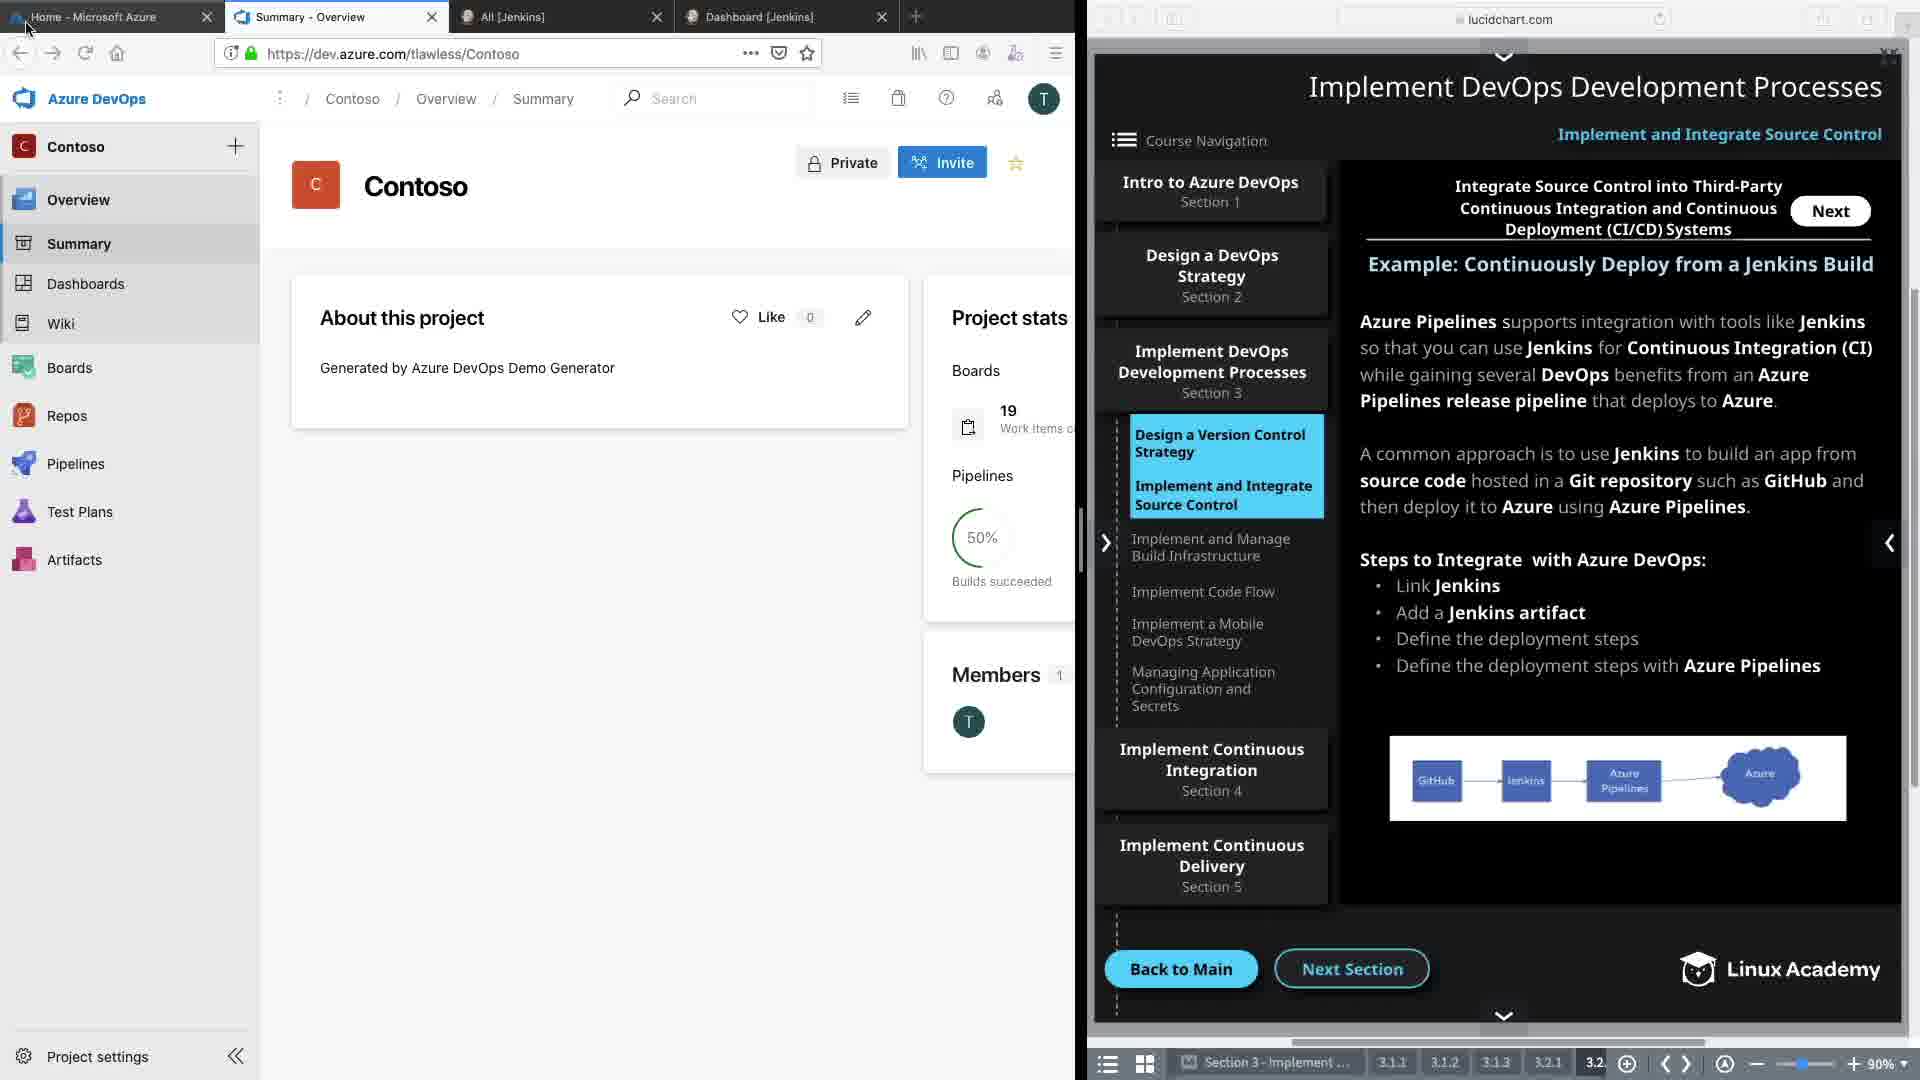 Home - Microsoft Azure
Summary - Overview
All [Jenkins]
Dashboard [Jenkins]
https://dev.azure.com/tlawless/Contoso
Azure DevOps
/ Contoso / Overview / Summary
Search
T
C
Contoso
Overview
Summary
Dashboards
Wiki
Boards
Repos
Pipelines
Test Plans
Artifacts
Project settings
C
Contoso
Private
Invite
About this project
Like 0
Generated by Azure DevOps Demo Generator
Project stats
Boards
19
Work items
Pipelines
50%
Builds succeeded
Members 1
T
lucidchart.com
Implement DevOps Development Processes
Course Navigation
Implement and Integrate Source Control
Intro to Azure DevOps
Section 1
Design a DevOps
Strategy
Section 2
Implement DevOps
Development Processes
Section 3
Design a Version Control
Strategy
Implement and Integrate
Source Control
Implement and Manage
Build Infrastructure
Implement Code Flow
Implement a Mobile
DevOps Strategy
Managing Application
Configuration and
Secrets
Implement Continuous
Integration
Section 4
Implement Continuous
Delivery
Section 5
Integrate Source Control into Third-Party
Continuous Integration and Continuous
Deployment (CI/CD) Systems
Next
Example: Continuously Deploy from a Jenkins Build
Azure Pipelines supports integration with tools like Jenkins
so that you can use Jenkins for Continuous Integration (CI)
while gaining several DevOps benefits from an Azure
Pipelines release pipeline that deploys to Azure.
A common approach is to use Jenkins to build an app from
source code hosted in a Git repository such as GitHub and
then deploy it to Azure using Azure Pipelines.
Steps to Integrate with Azure DevOps:
• Link Jenkins
• Add a Jenkins artifact
• Define the deployment steps
• Define the deployment steps with Azure Pipelines
GitHub
Jenkins
Azure
Pipelines
Azure
Back to Main
Next Section
Linux Academy
Section 3 - Implement ...
3.1.1
3.1.2
3.1.3
3.2.1
3.2.
90%